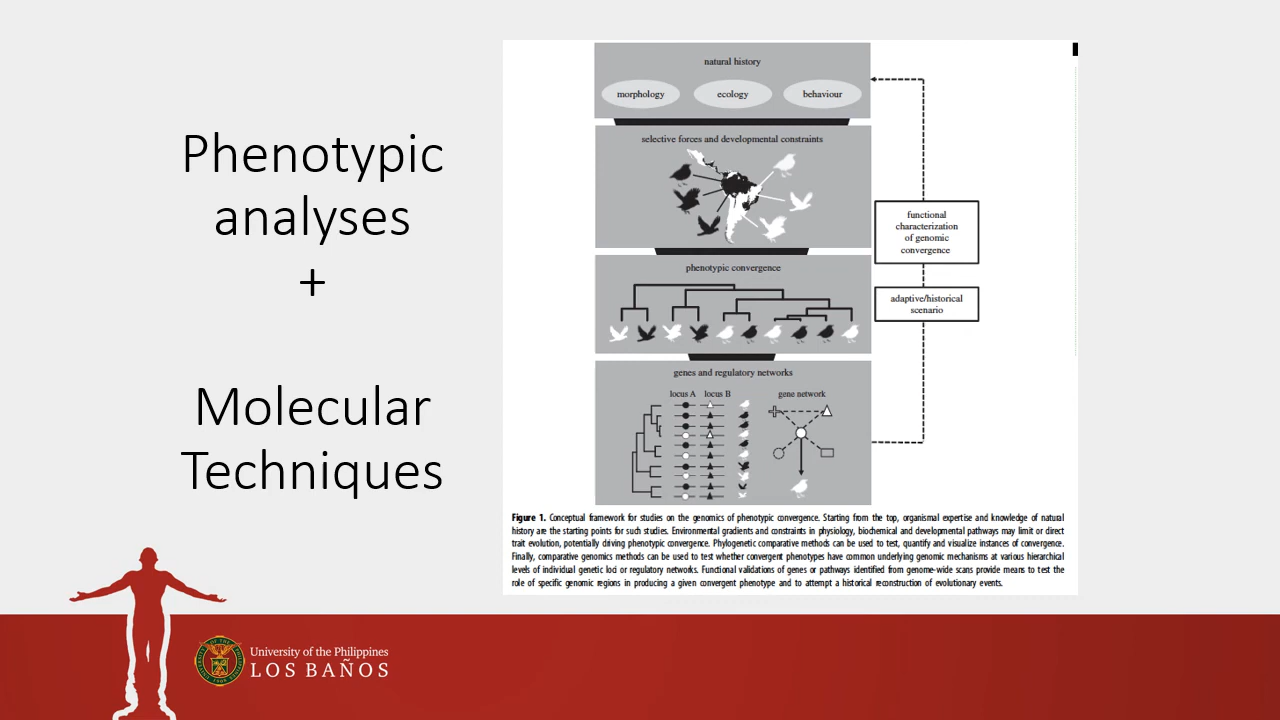 Phenotypic
analyses
+
Molecular
Techniques
natural history
morphology
ecology
behaviour
selective forces and developmental constraints
phenotypic convergence
genes and regulatory networks
locus A
locus B
gene network
functional
characterization
of genomic
convergence
adaptive/historical
scenario
Figure 1. Conceptual framework for studies on the genomics of phenotypic convergence. Starting from the top, organismal expertise and knowledge of natural
history are the starting points for such studies. Environmental gradients and constraints in physiology, biochemical and developmental pathways may limit or direct
trait evolution, potentially driving phenotypic convergence. Phylogenetic comparative methods can be used to test, quantify and visualize instances of convergence.
Finally, comparative genomics methods can be used to test whether convergent phenotypes have common underlying genomic mechanisms at various hierarchical
levels of individual genetic loci or regulatory networks. Functional validations of genes or pathways identified from genome-wide scans provide means to test the
role of specific genomic regions in producing a given convergent phenotype and to attempt a historical reconstruction of evolutionary events.
University of the Philippines
LOS BAÑOS